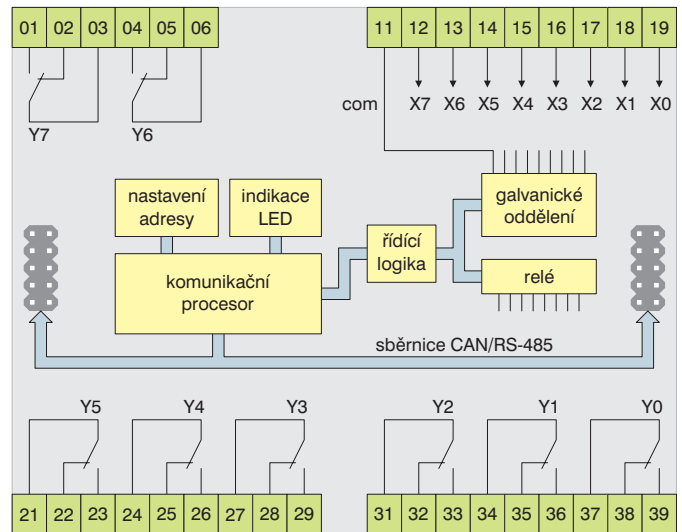 01 02 03 04 05 06 11 12 13 14 15 16 17 18 19
com X7 X6 X5 X4 X3 X2 X1 X0
Y7 Y6
nastavení
adresy
indikace
LED
galvanické
oddělení
řídící
logika
komunikační
procesor
relé
sběrnice CAN/RS-485
Y5 Y4 Y3 Y2 Y1 Y0
21 22 23 24 25 26 27 28 29 31 32 33 34 35 36 37 38 39